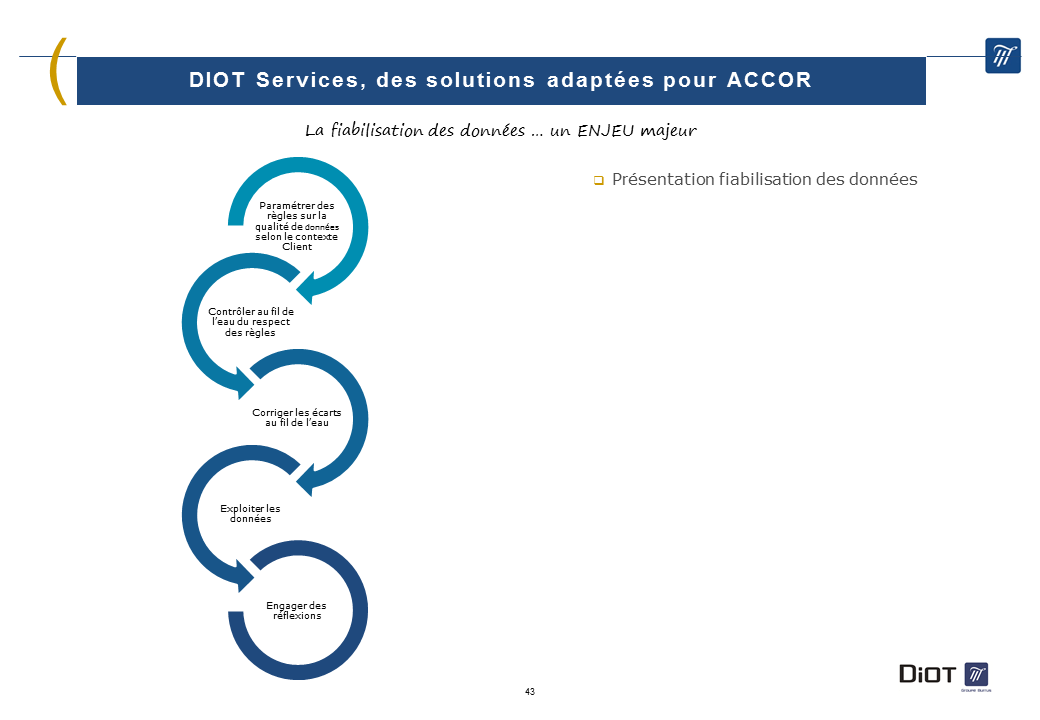 DIOT Services, des solutions adaptées pour ACCOR
La fiabilisation des données … un ENJEU majeur
Présentation fiabilisation des données
Paramétrer des
règles sur la
qualité de données
selon le contexte
Client
Contrôler au fil de
l’eau du respect
des règles
Corriger les écarts
au fil de l’eau
Exploiter les
données
Engager des
réflexions
DIOT
Groupe Burrus
43